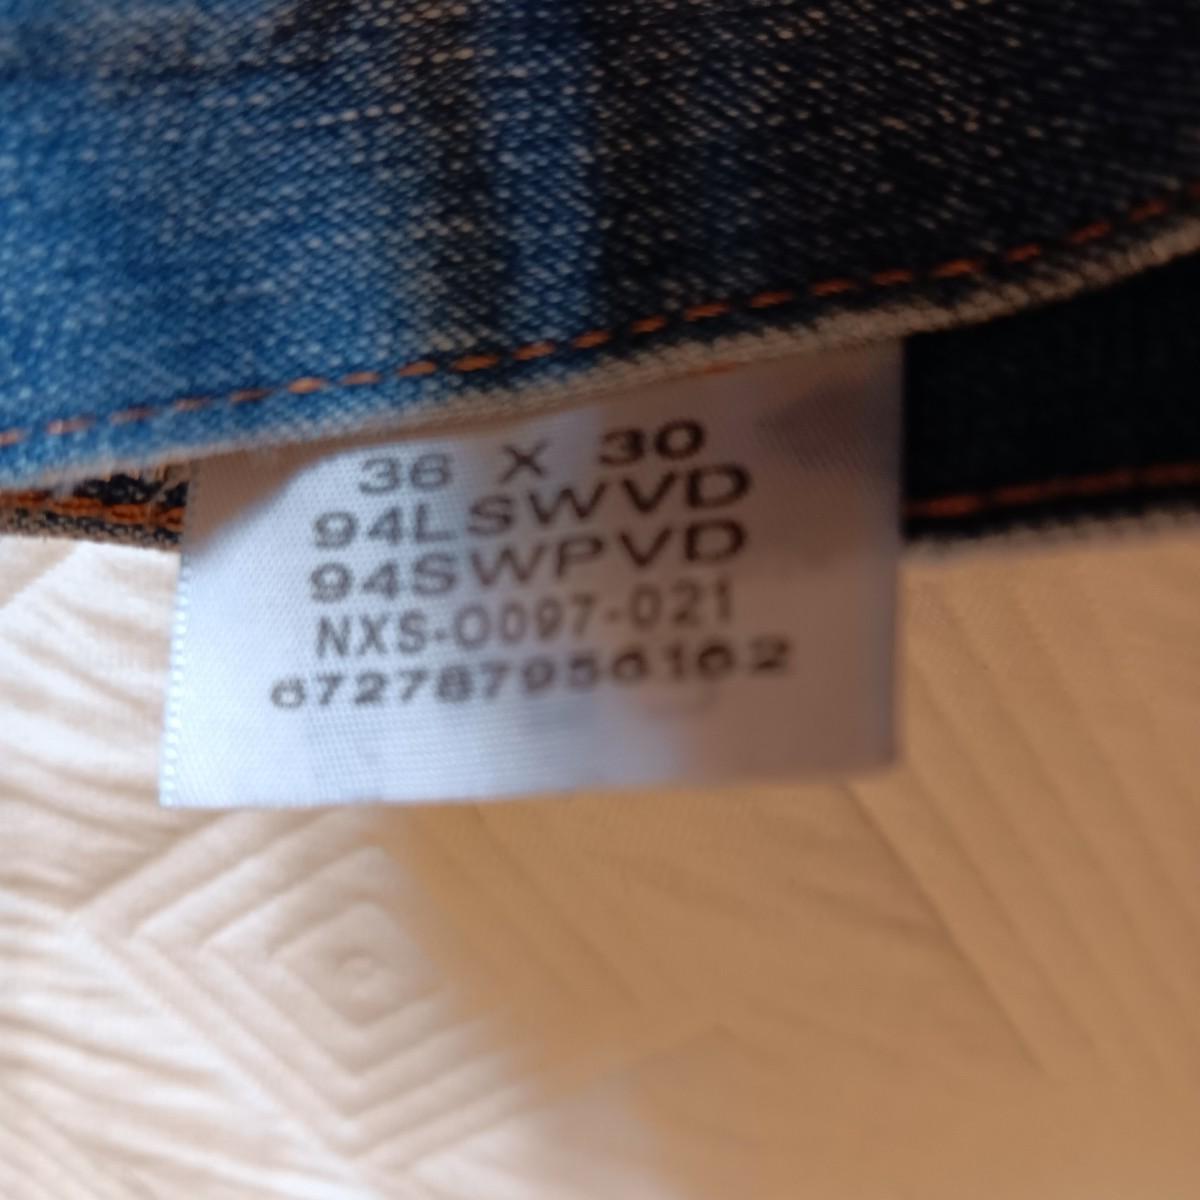 36 X 30
94LSWVD
94SWPVD
NXS-0097-021
672787956162